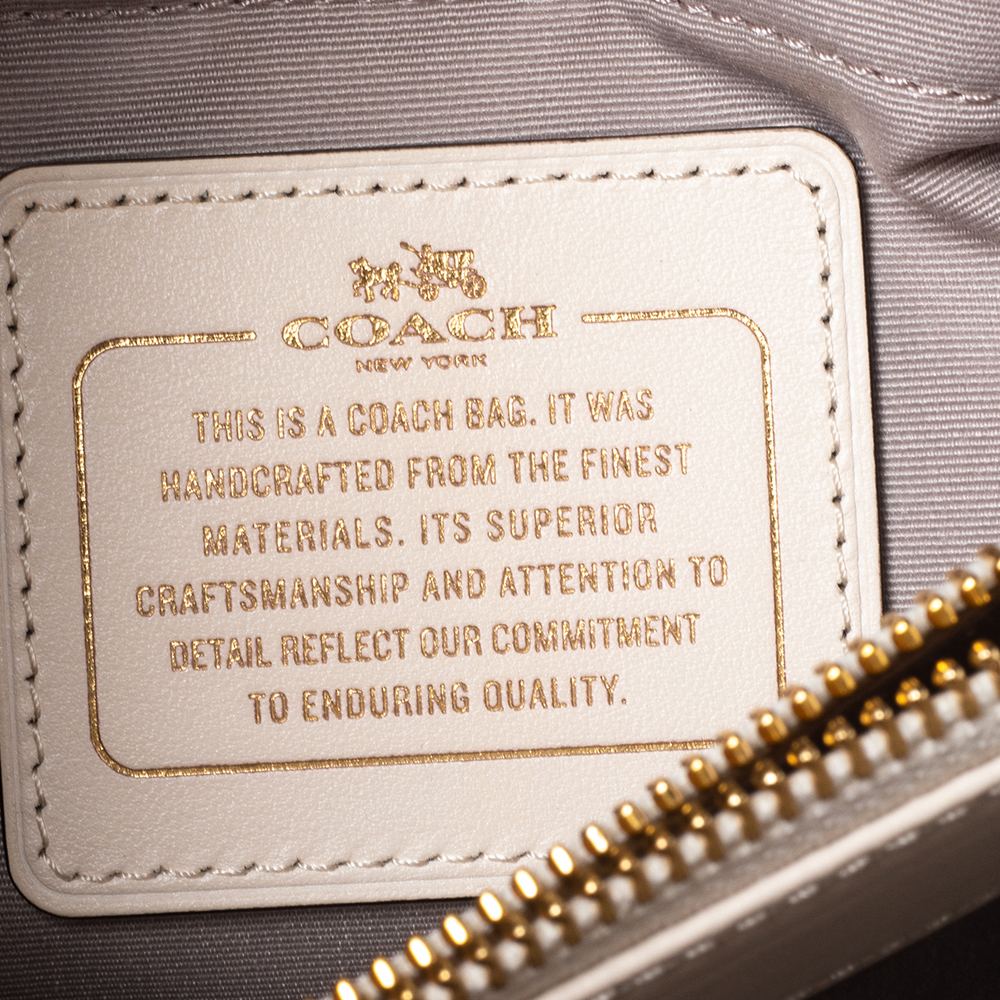 COACH
NEW YORK
THIS IS A COACH BAG. IT WAS
HANDCRAFTED FROM THE FINEST
MATERIALS. ITS SUPERIOR
CRAFTSMANSHIP AND ATTENTION TO
DETAIL REFLECT OUR COMMITMENT
TO ENDURING QUALITY.